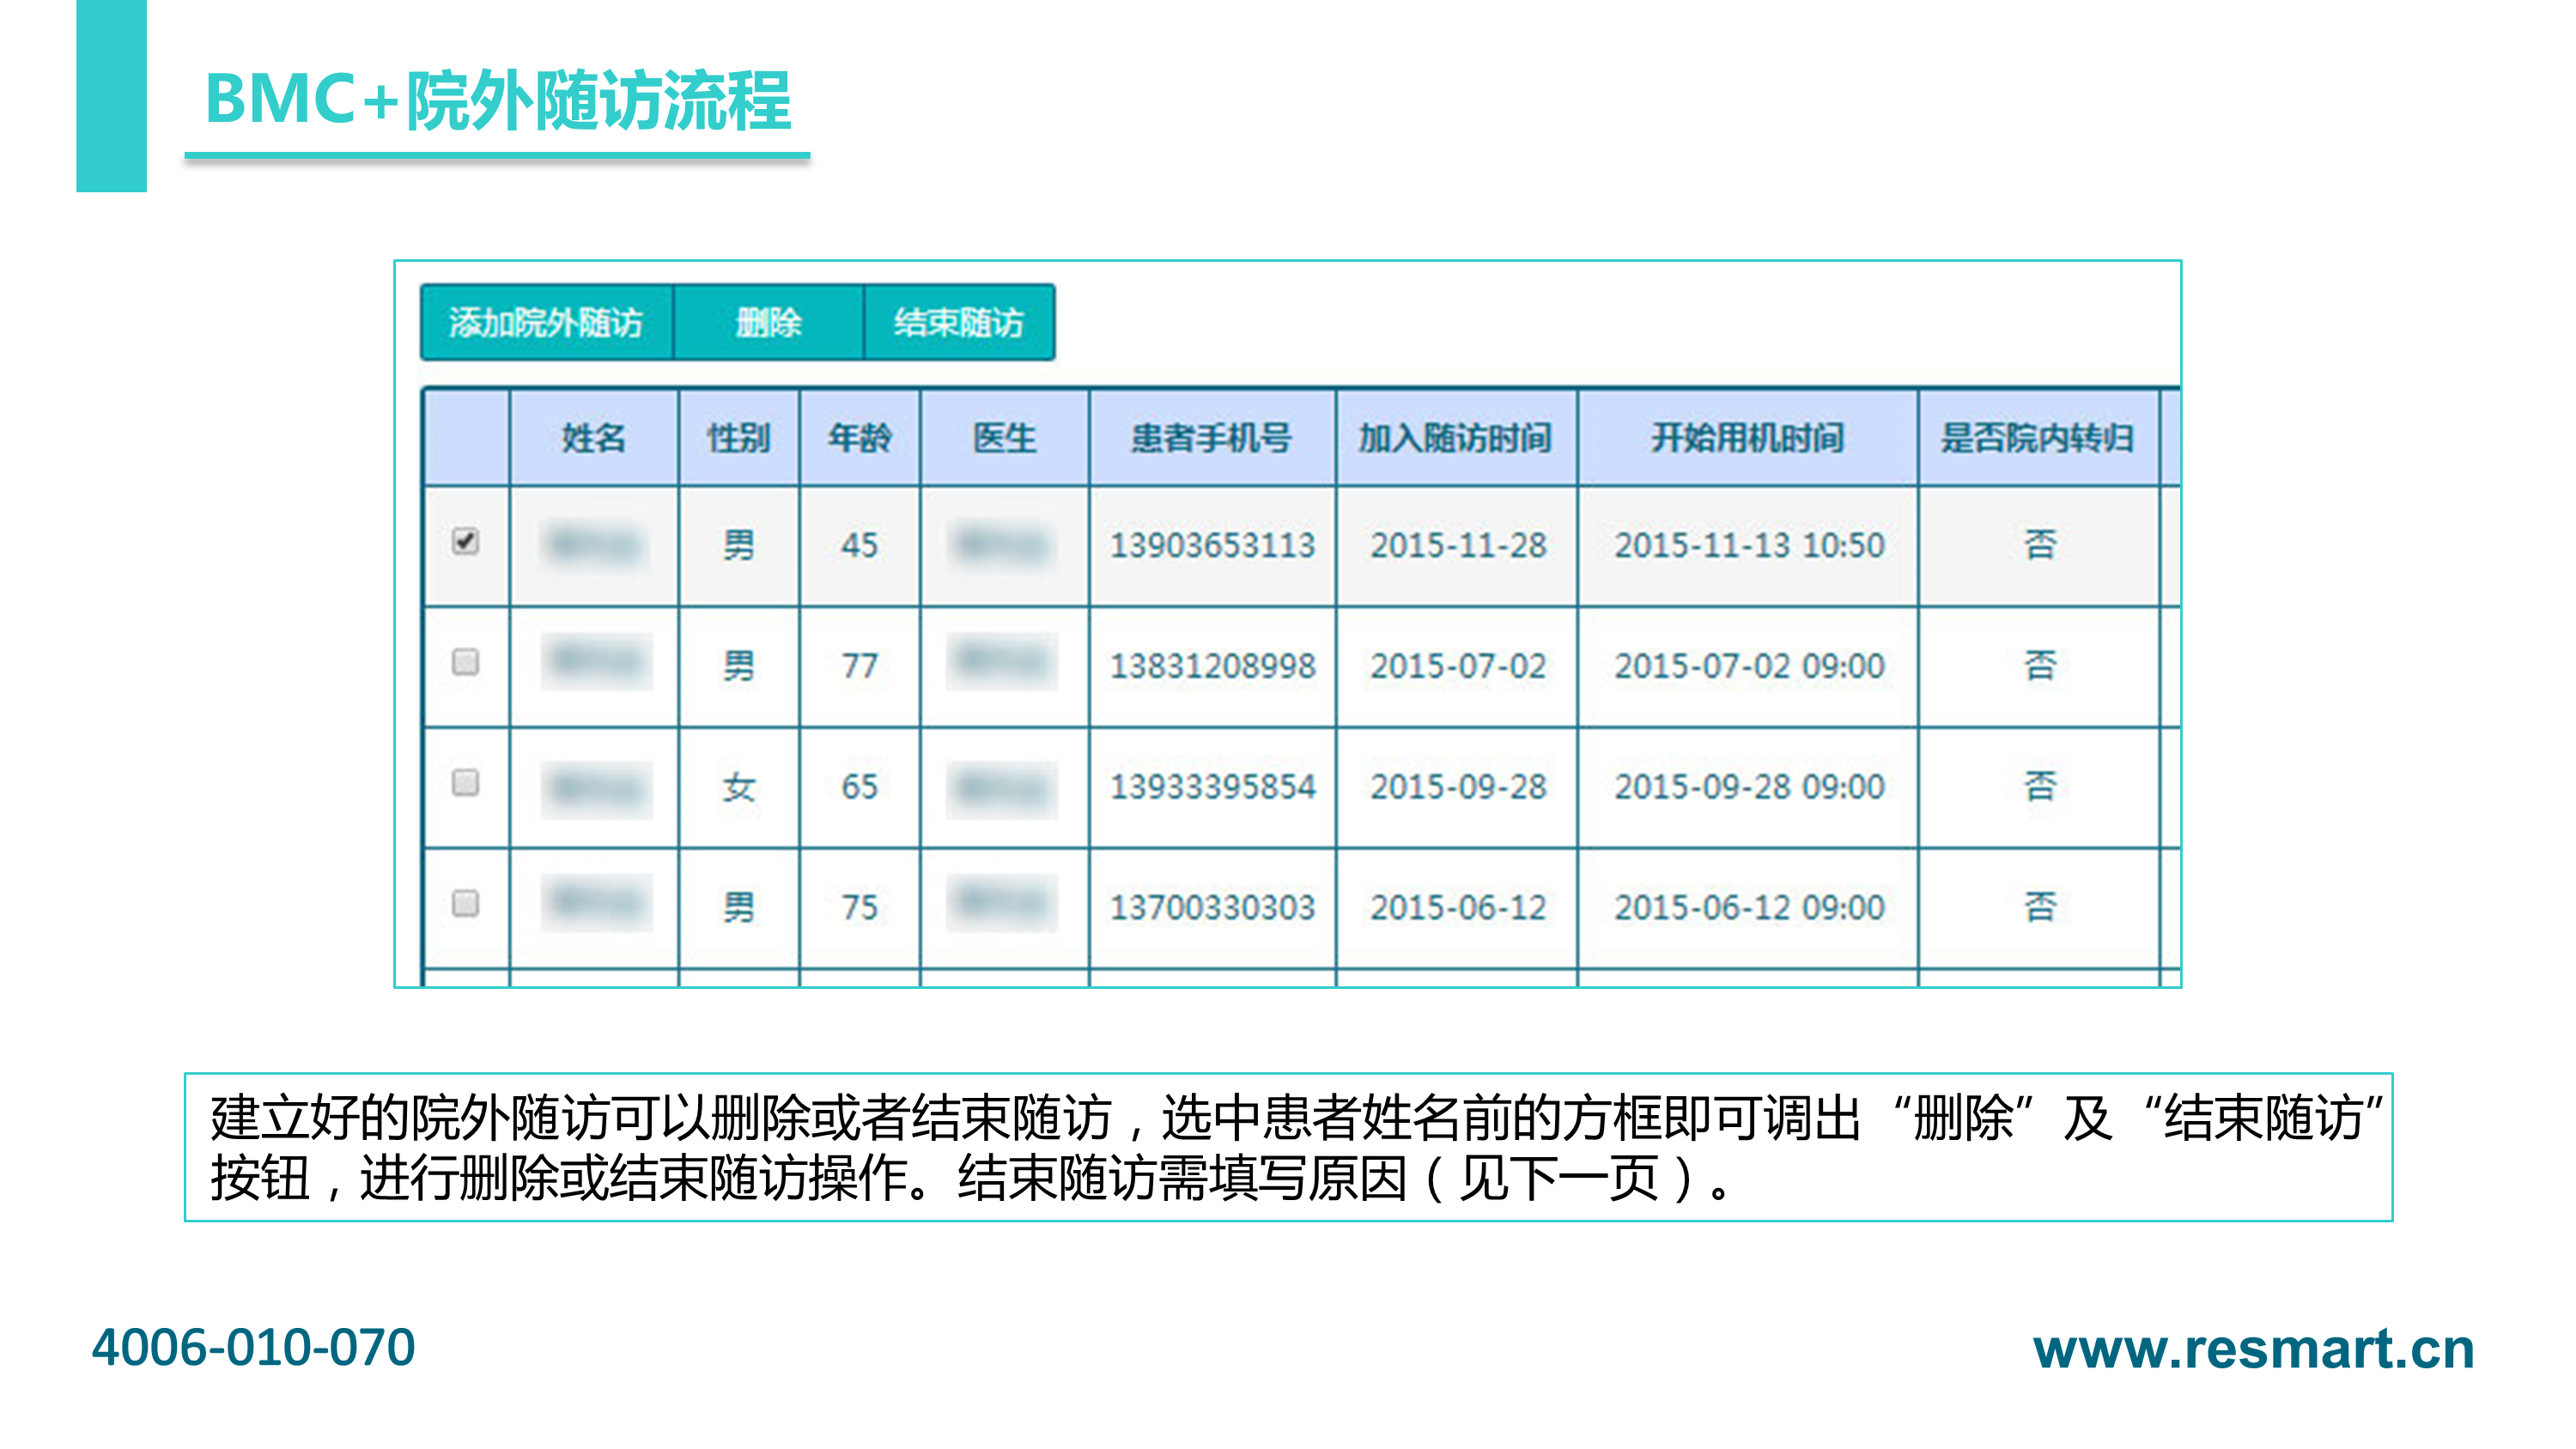 BMC+院外随访流程
添加院外随访 删除 结束随访
姓名 性别 年龄 医生 患者手机号 加入随访时间 开始用机时间 是否院内转归
男 45 13903653113 2015-11-28 2015-11-13 10:50 否
男 77 13831208998 2015-07-02 2015-07-02 09:00 否
女 65 13933395854 2015-09-28 2015-09-28 09:00 否
男 75 13700330303 2015-06-12 2015-06-12 09:00 否
建立好的院外随访可以删除或者结束随访，选中患者姓名前的方框即可调出“删除”及“结束随访”
按钮，进行删除或结束随访操作。结束随访需填写原因（见下一页）。
4006-010-070
www.resmart.cn